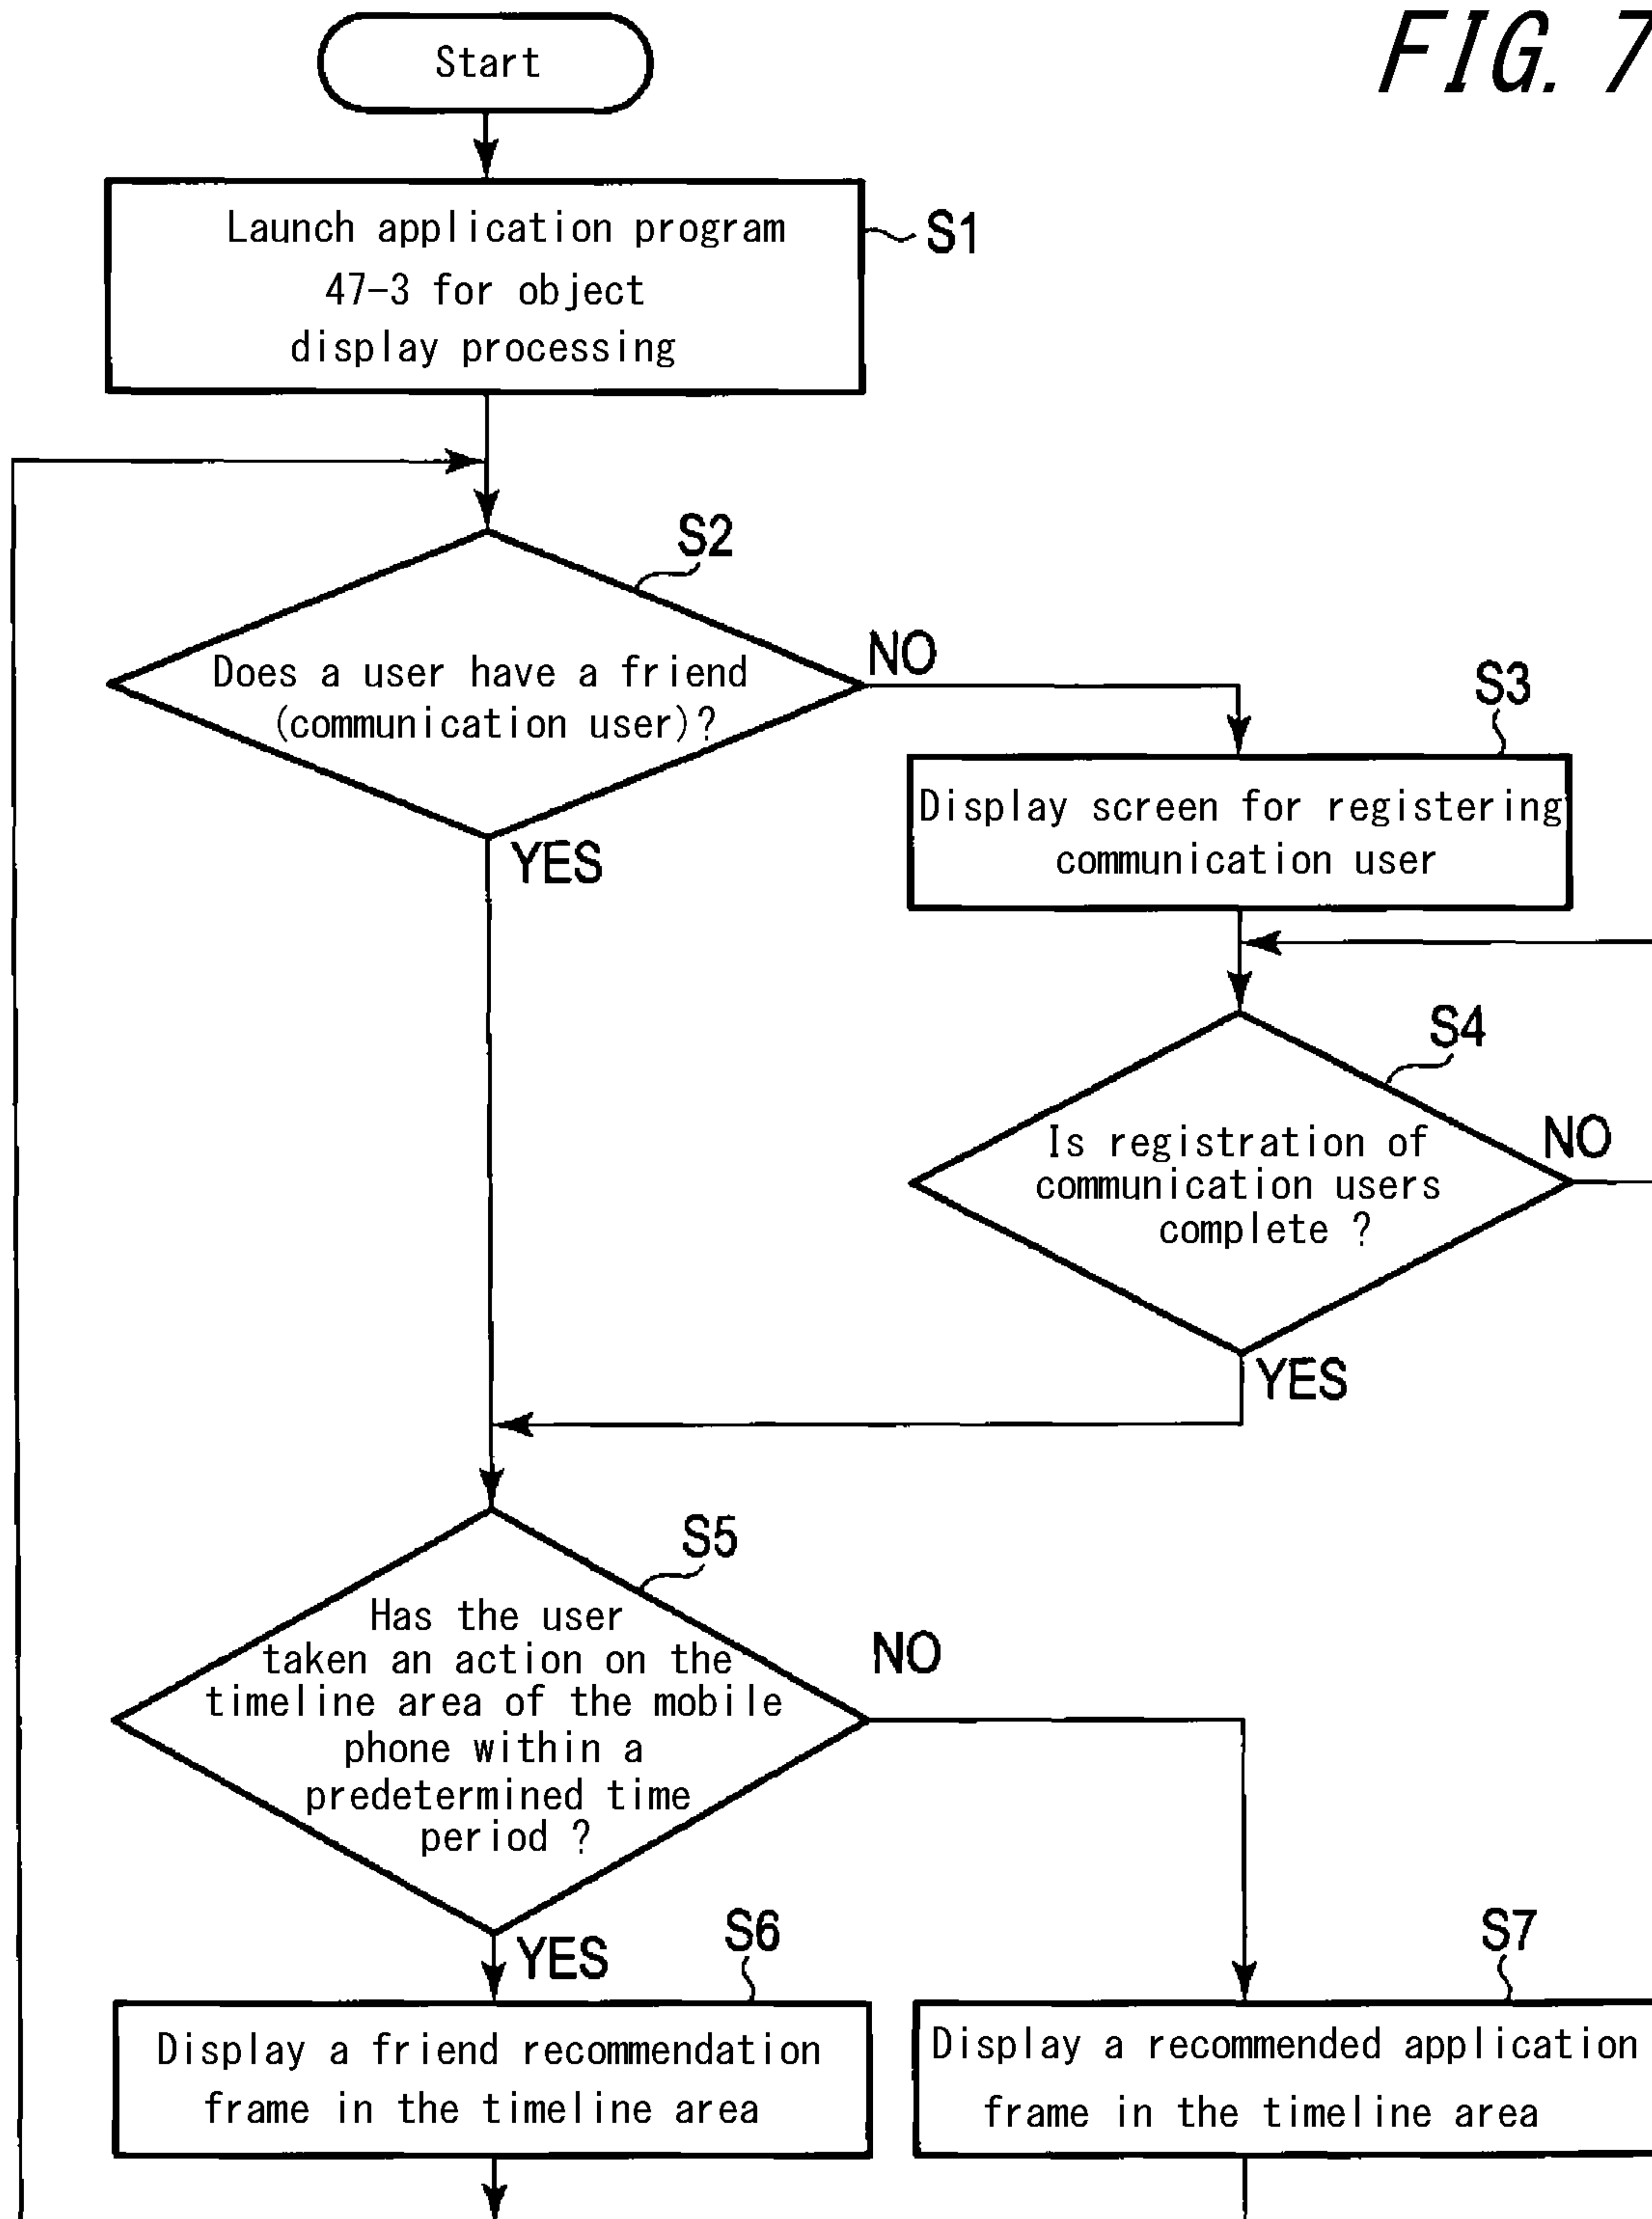 FIG. 7
Start
Launch application program
47-3 for object
display processing
S1
S2
Does a user have a friend
(communication user)?
NO
YES
S3
Display screen for registering
communication user
S4
Is registration of
communication users
complete ?
NO
YES
S5
Has the user
taken an action on the
timeline area of the mobile
phone within a
predetermined time
period ?
NO
YES
S6
Display a friend recommendation
frame in the timeline area
S7
Display a recommended application
frame in the timeline area